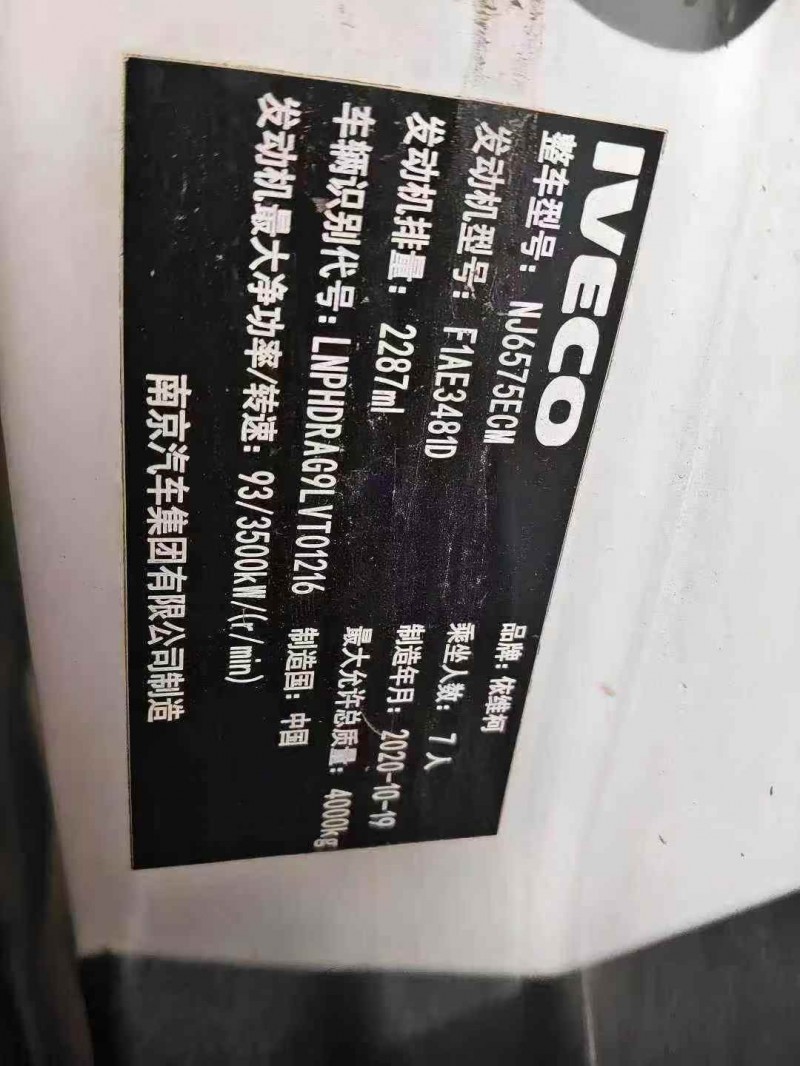 IVECO
整车型号: NJ6575ECM 品牌: 依维柯
发动机型号: F1AE3481D 乘坐人数: 7人
发动机排量: 2287ml 制造年月: 2020-10-19
车辆识别代号: LNPHDRAG9LVT01216 最大允许总质量: 4000kg
发动机最大净功率/转速: 93/3500kW/(r/min) 制造国: 中国
南京汽车集团有限公司制造